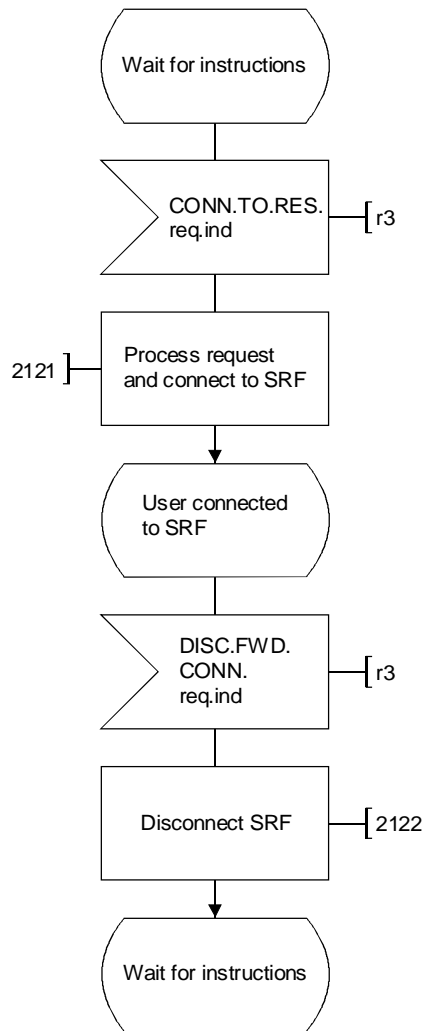 Wait for instructions
CONN.TO.RES.
req.ind
r3
2121
Process request
and connect to SRF
User connected
to SRF
DISC.FWD.
CONN.
req.ind
r3
Disconnect SRF
2122
Wait for instructions